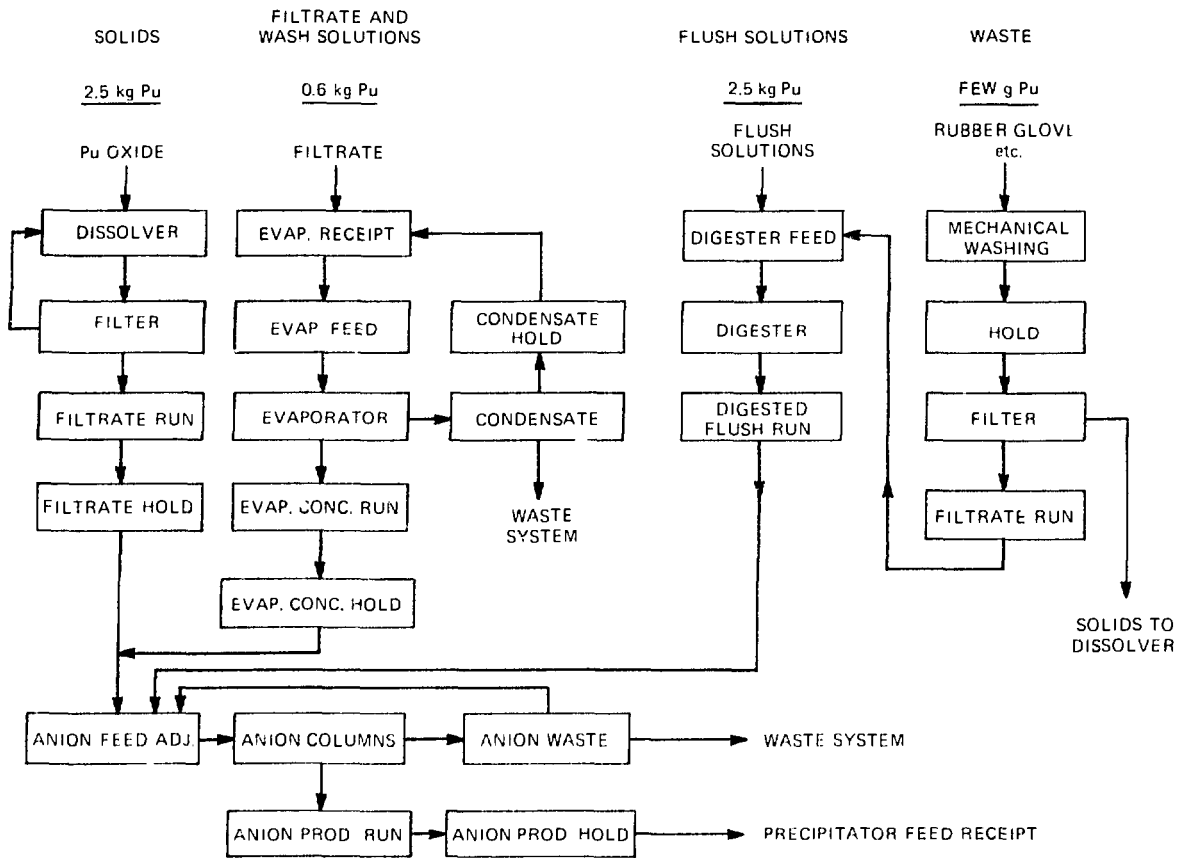 SOLIDS
2.5 kg Pu
Pu OXIDE
DISSOLVER
FILTER
FILTRATE RUN
FILTRATE HOLD
FILTRATE AND
WASH SOLUTIONS
0.6 kg Pu
FILTRATE
EVAP. RECEIPT
EVAP FEED
EVAPORATOR
EVAP. CONC. RUN
EVAP. CONC. HOLD
CONDENSATE
HOLD
CONDENSATE
WASTE
SYSTEM
FLUSH SOLUTIONS
2.5 kg Pu
FLUSH
SOLUTIONS
DIGESTER FEED
DIGESTER
DIGESTED
FLUSH RUN
WASTE
FEW g Pu
RUBBER GLOVE
etc.
MECHANICAL
WASHING
HOLD
FILTER
FILTRATE RUN
SOLIDS TO
DISSOLVER
ANION FEED ADJ.
ANION COLUMNS
ANION WASTE
WASTE SYSTEM
ANION PROD RUN
ANION PROD HOLD
PRECIPITATOR FEED RECEIPT